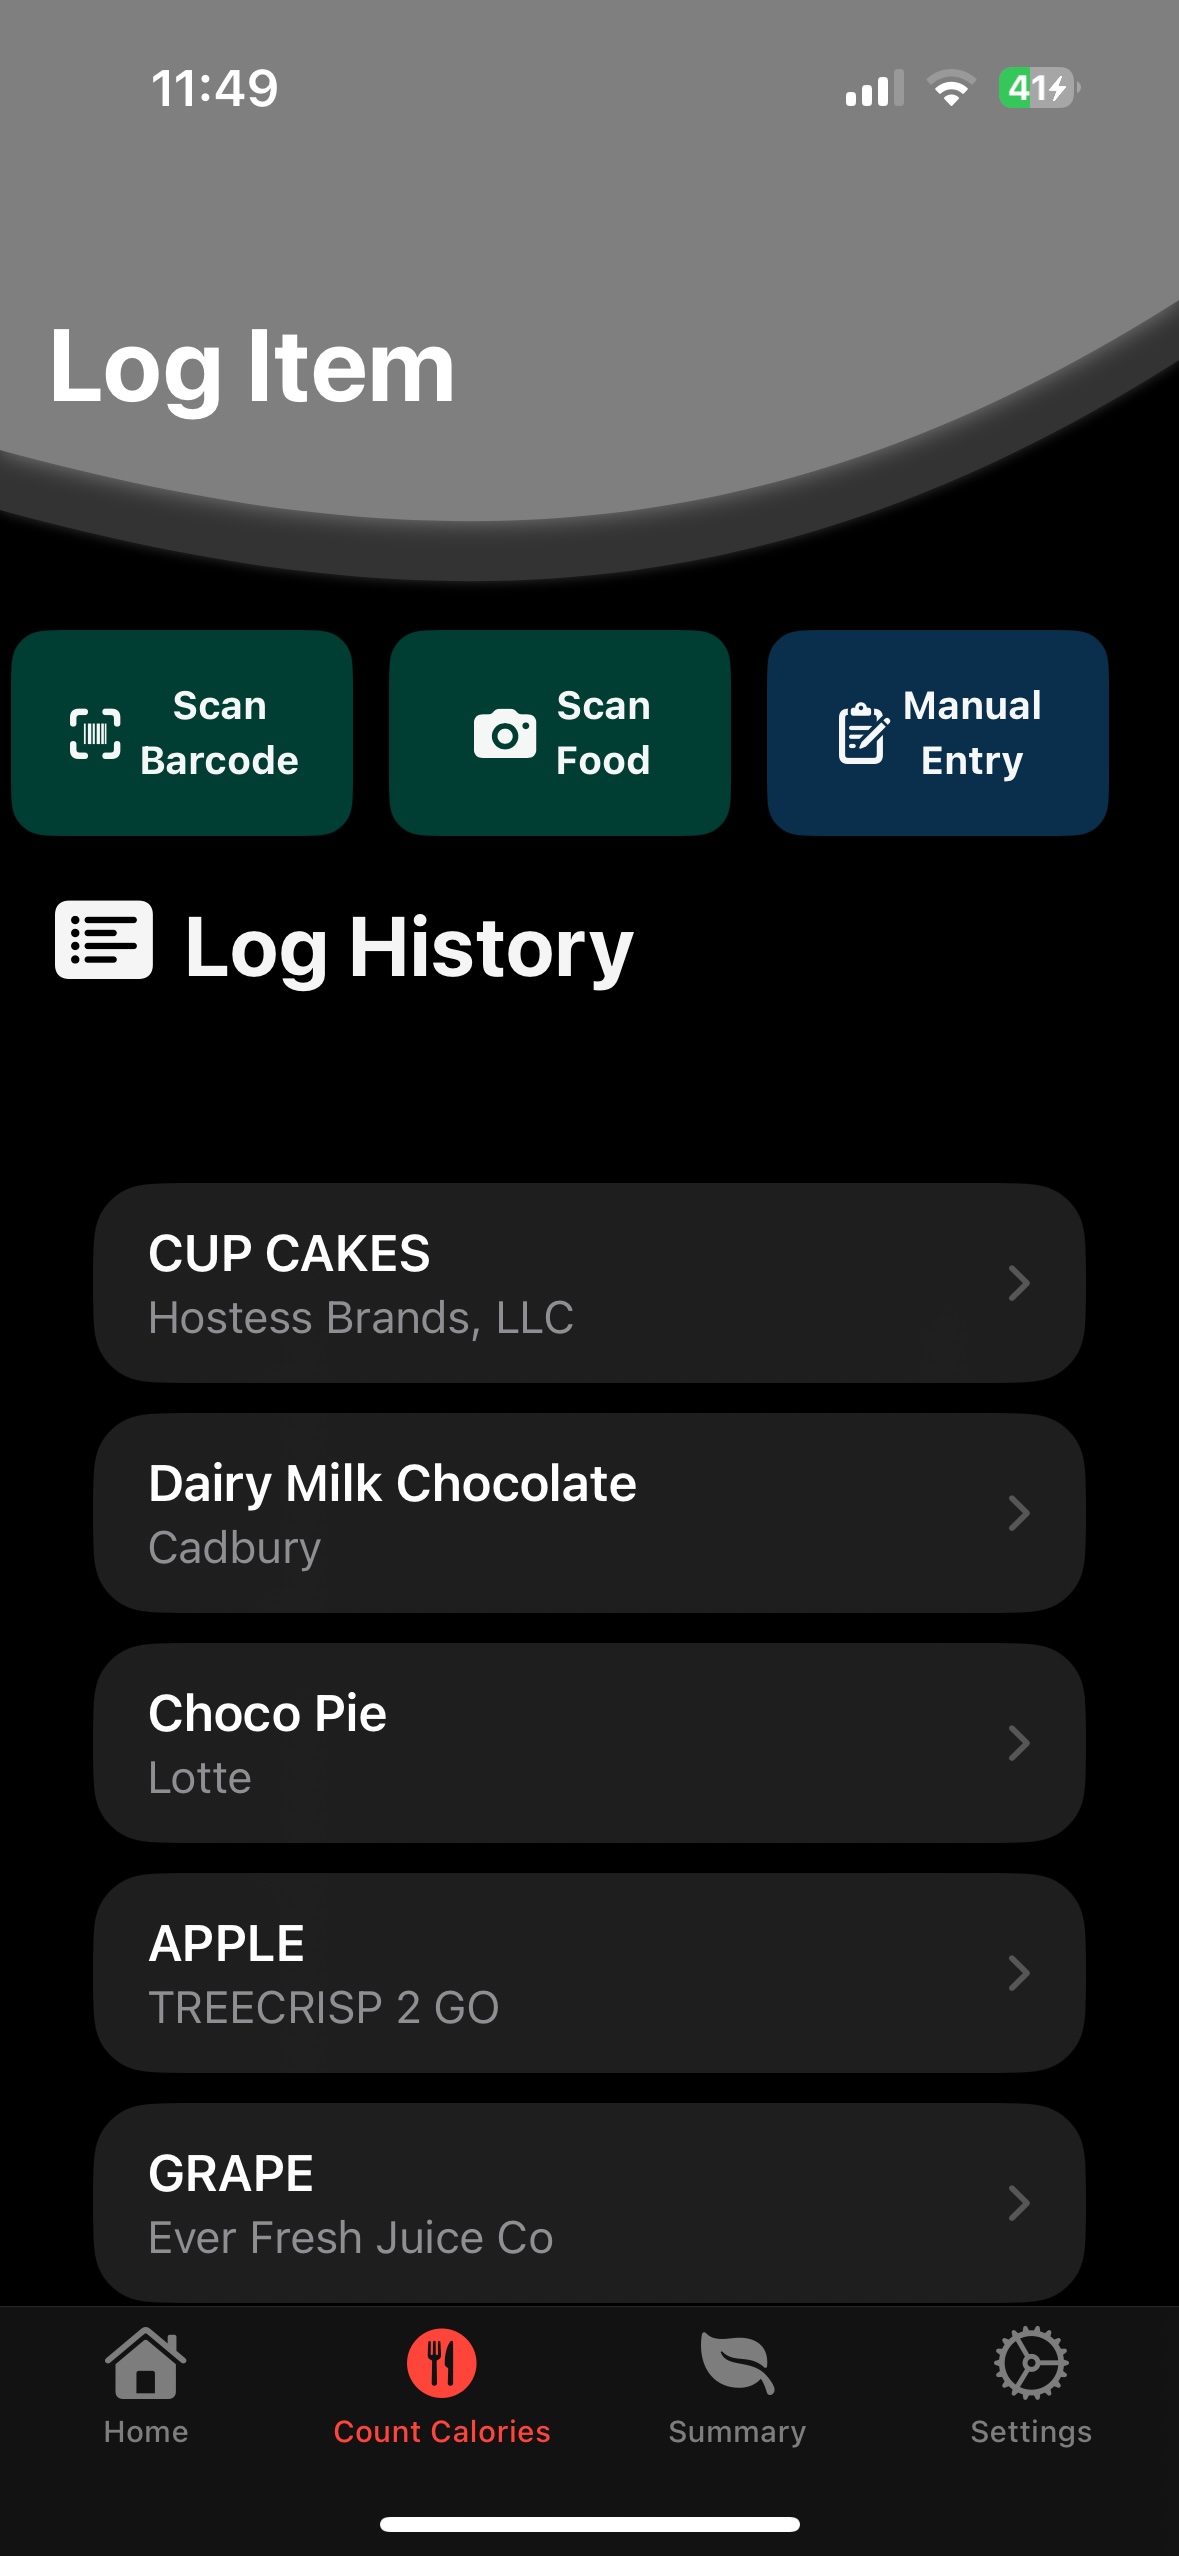 11:49
41
Log Item
Scan
Barcode
Scan
Food
Manual
Entry
Log History
CUP CAKES
Hostess Brands, LLC
Dairy Milk Chocolate
Cadbury
Choco Pie
Lotte
APPLE
TREECRISP 2 GO
GRAPE
Ever Fresh Juice Co
Home
Count Calories
Summary
Settings